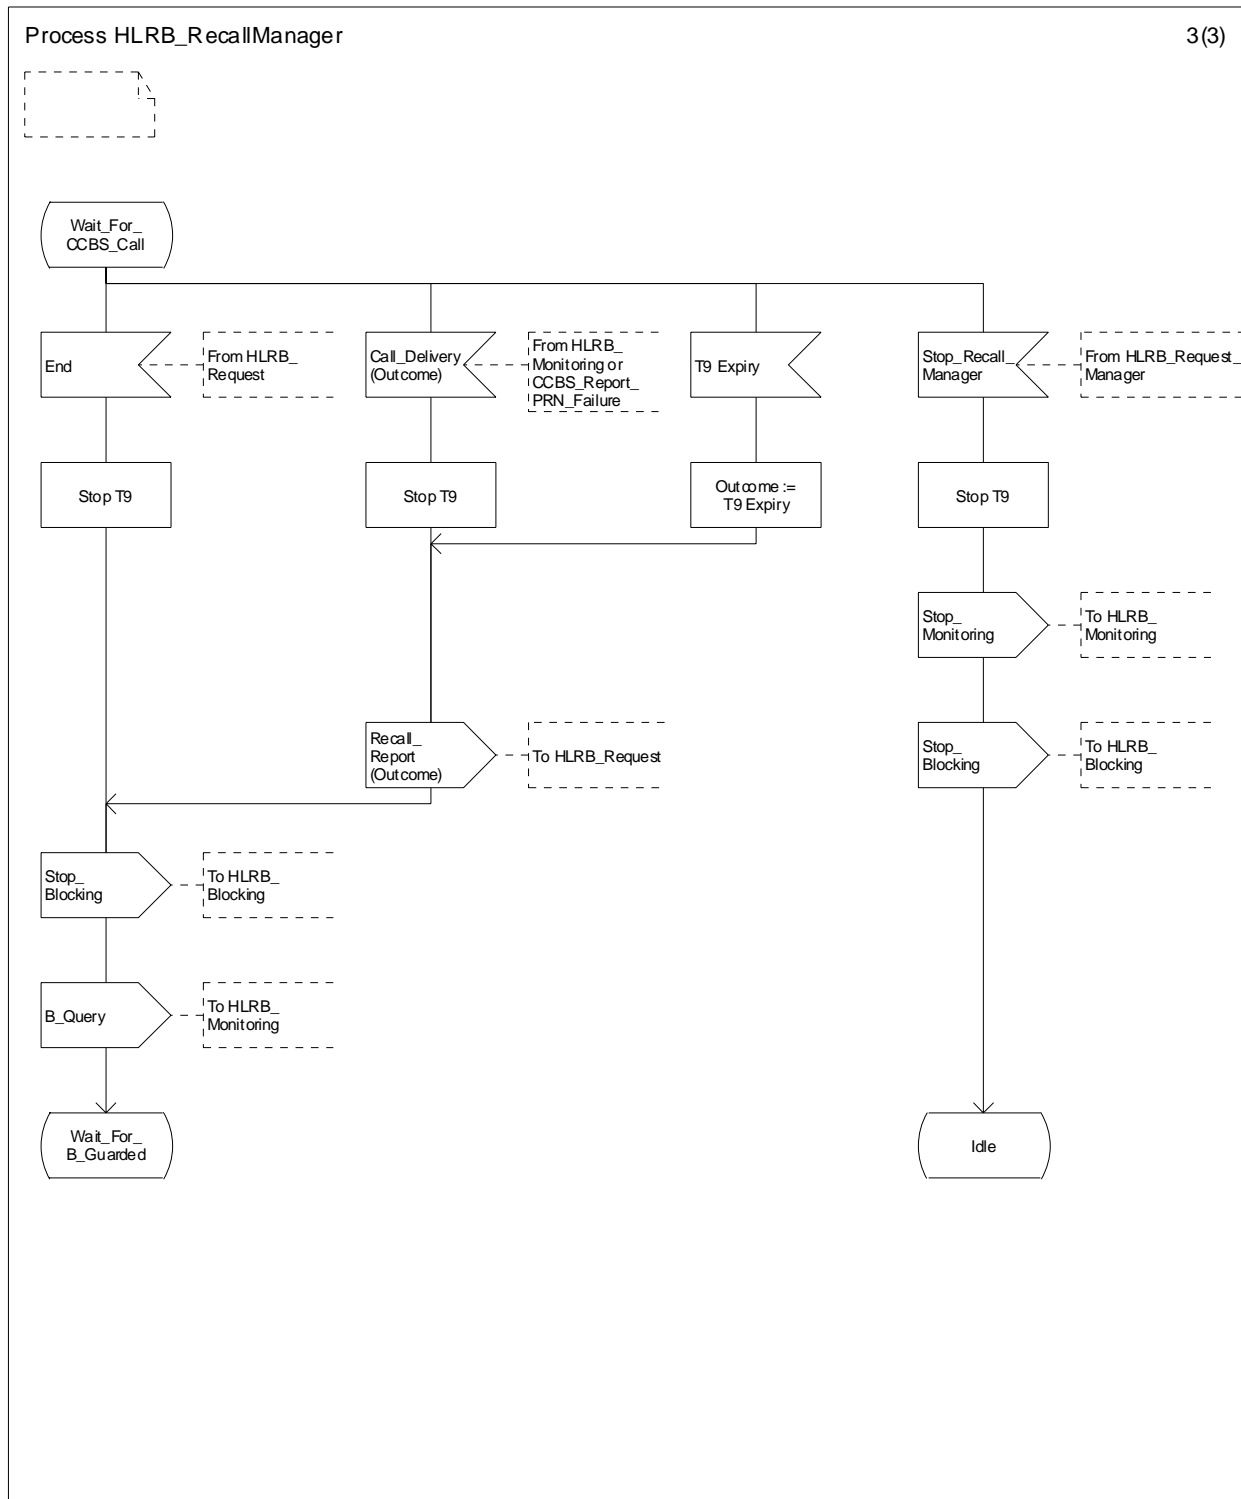 Process HLRB_RecallManager
3(3)
Wait_For_
CCBS_Call
End
From HLRB_
Request
Call_Delivery
(Outcome)
From HLRB_
Monitoring or
CCBS_Report_
PRN_Failure
T9 Expiry
Stop_Recall_
Manager
From HLRB_Request_
Manager
Stop T9
Stop T9
Outcome :=
T9 Expiry
Stop T9
Stop_
Monitoring
To HLRB_
Monitoring
Recall_
Report
(Outcome)
To HLRB_Request
Stop_
Blocking
To HLRB_
Blocking
Stop_
Blocking
To HLRB_
Blocking
B_Query
To HLRB_
Monitoring
Wait_For_
B_Guarded
Idle